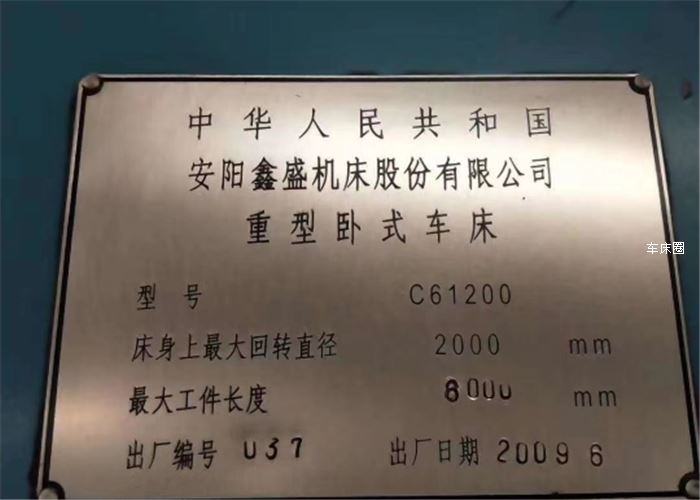 中华人民共和国
安阳鑫盛机床股份有限公司
重型卧式车床
车床圈
型号 C61200
床身上最大回转直径 2000 mm
最大工件长度 8000 mm
出厂编号 037 出厂日期 2009 6